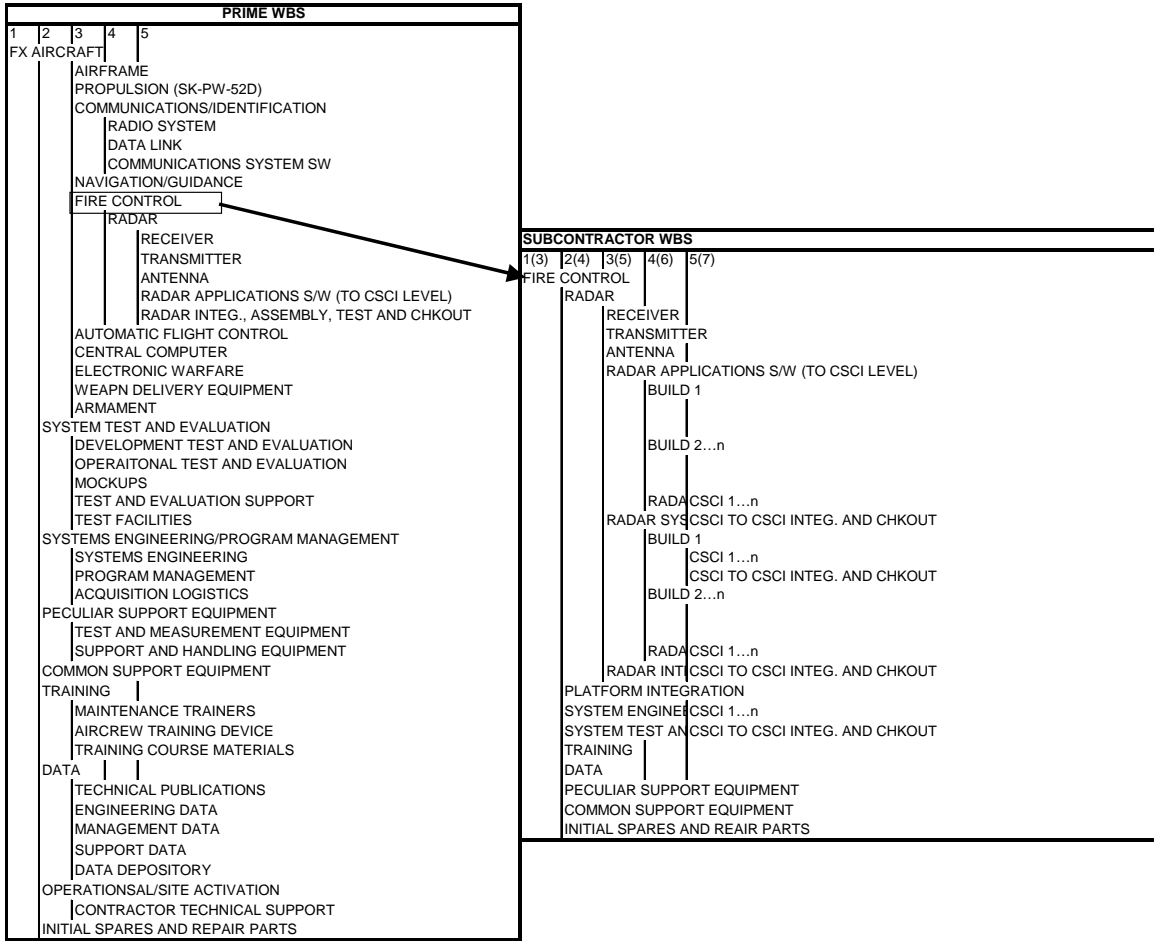 PRIME WBS
1 2 3 4 5
FX AIRCRAFT
AIRFRAME
PROPULSION (SK-PW-52D)
COMMUNICATIONS/IDENTIFICATION
RADIO SYSTEM
DATA LINK
COMMUNICATIONS SYSTEM SW
NAVIGATION/GUIDANCE
FIRE CONTROL
RADAR
RECEIVER
TRANSMITTER
ANTENNA
RADAR APPLICATIONS S/W (TO CSCI LEVEL)
RADAR INTEG., ASSEMBLY, TEST AND CHKOUT
AUTOMATIC FLIGHT CONTROL
CENTRAL COMPUTER
ELECTRONIC WARFARE
WEAPN DELIVERY EQUIPMENT
ARMAMENT
SYSTEM TEST AND EVALUATION
DEVELOPMENT TEST AND EVALUATION
OPERAITONAL TEST AND EVALUATION
MOCKUPS
TEST AND EVALUATION SUPPORT
TEST FACILITIES
SYSTEMS ENGINEERING/PROGRAM MANAGEMENT
SYSTEMS ENGINEERING
PROGRAM MANAGEMENT
ACQUISITION LOGISTICS
PECULIAR SUPPORT EQUIPMENT
TEST AND MEASUREMENT EQUIPMENT
SUPPORT AND HANDLING EQUIPMENT
COMMON SUPPORT EQUIPMENT
TRAINING
MAINTENANCE TRAINERS
AIRCREW TRAINING DEVICE
TRAINING COURSE MATERIALS
DATA
TECHNICAL PUBLICATIONS
ENGINEERING DATA
MANAGEMENT DATA
SUPPORT DATA
DATA DEPOSITORY
OPERATIONSAL/SITE ACTIVATION
CONTRACTOR TECHNICAL SUPPORT
INITIAL SPARES AND REPAIR PARTS
SUBCONTRACTOR WBS
1(3) 2(4) 3(5) 4(6) 5(7)
FIRE CONTROL
RADAR
RECEIVER
TRANSMITTER
ANTENNA
RADAR APPLICATIONS S/W (TO CSCI LEVEL)
BUILD 1
BUILD 2...n
RADA CSCI 1...n
RADAR SYS CSCI TO CSCI INTEG. AND CHKOUT
BUILD 1
CSCI 1...n
CSCI TO CSCI INTEG. AND CHKOUT
BUILD 2...n
RADA CSCI 1...n
RADAR INT CSCI TO CSCI INTEG. AND CHKOUT
PLATFORM INTEGRATION
SYSTEM ENGINE CSCI 1...n
SYSTEM TEST AN CSCI TO CSCI INTEG. AND CHKOUT
TRAINING
DATA
PECULIAR SUPPORT EQUIPMENT
COMMON SUPPORT EQUIPMENT
INITIAL SPARES AND REAIR PARTS